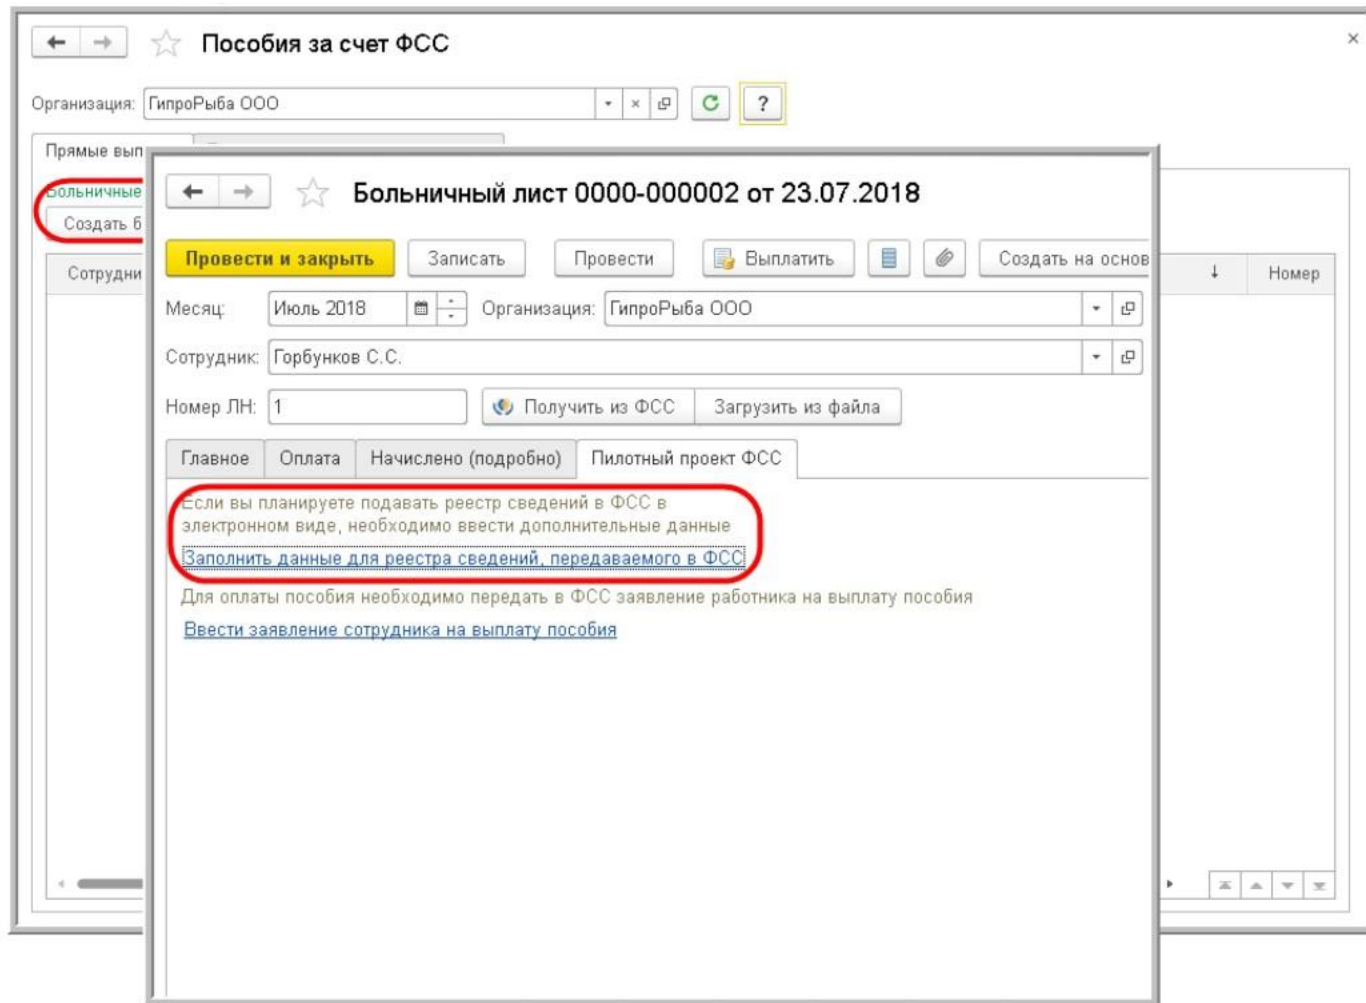 Пособия за счет ФСС
Организация: ГипроРыба ООО
?
Прямые вып
Больничные
Создать б
Сотрудни
Номер
Больничный лист 0000-000002 от 23.07.2018
Провести и закрыть Записать Провести Выплатить Создать на основ
Месяц: Июль 2018 Организация: ГипроРыба ООО
Сотрудник: Горбунков С.С.
Номер ЛН: 1 Получить из ФСС Загрузить из файла
Главное Оплата Начислено (подробно) Пилотный проект ФСС
Если вы планируете подавать реестр сведений в ФСС в
электронном виде, необходимо ввести дополнительные данные
Заполнить данные для реестра сведений, передаваемого в ФСС
Для оплаты пособия необходимо передать в ФСС заявление работника на выплату пособия
Ввести заявление сотрудника на выплату пособия